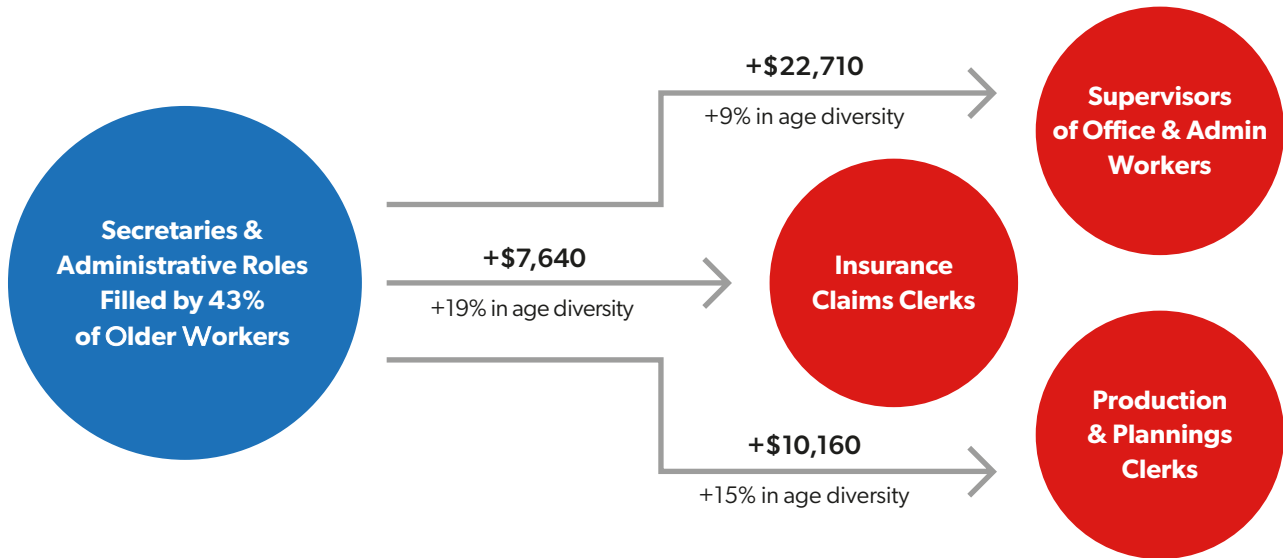 Secretaries &
Administrative Roles
Filled by 43%
of Older Workers
+$22,710
+9% in age diversity
Supervisors
of Office & Admin
Workers
+$7,640
+19% in age diversity
Insurance
Claims Clerks
+$10,160
+15% in age diversity
Production
& Plannings
Clerks